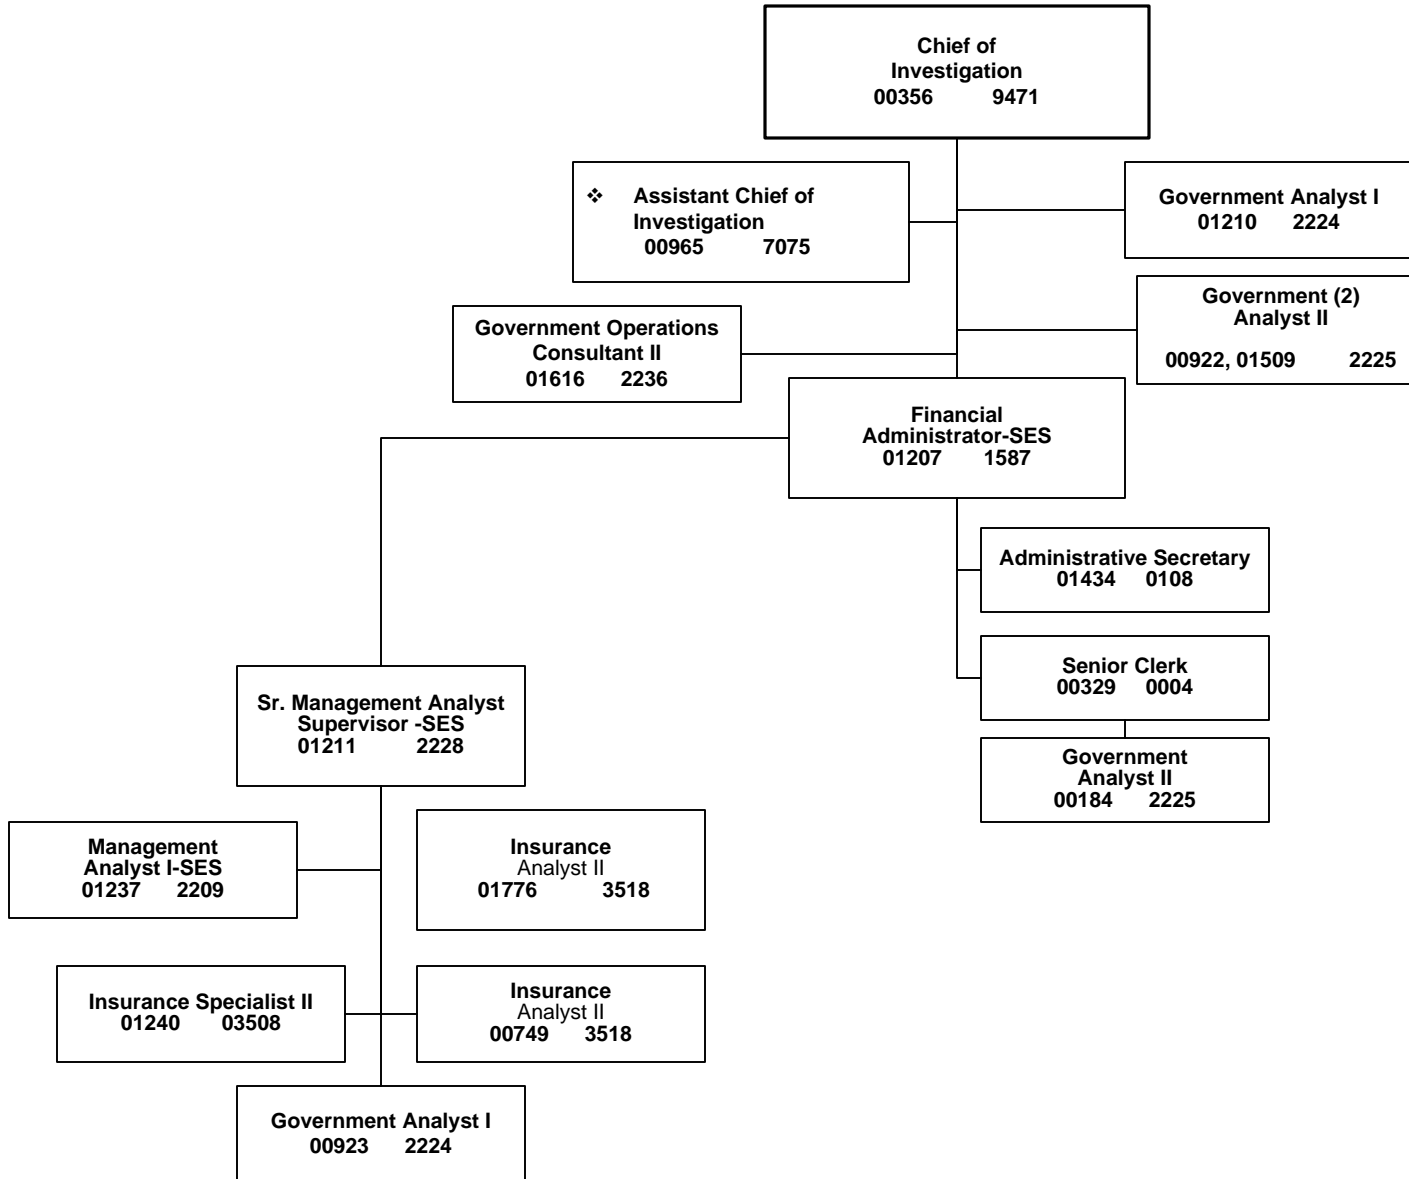 Chief of
Investigation
00356 9471
❖ Assistant Chief of
Investigation
00965 7075
Government Analyst I
01210 2224
Government (2)
Analyst II
00922, 01509 2225
Government Operations
Consultant II
01616 2236
Financial
Administrator-SES
01207 1587
Administrative Secretary
01434 0108
Senior Clerk
00329 0004
Government
Analyst II
00184 2225
Sr. Management Analyst
Supervisor -SES
01211 2228
Management
Analyst I-SES
01237 2209
Insurance
Analyst II
01776 3518
Insurance Specialist II
01240 03508
Insurance
Analyst II
00749 3518
Government Analyst I
00923 2224